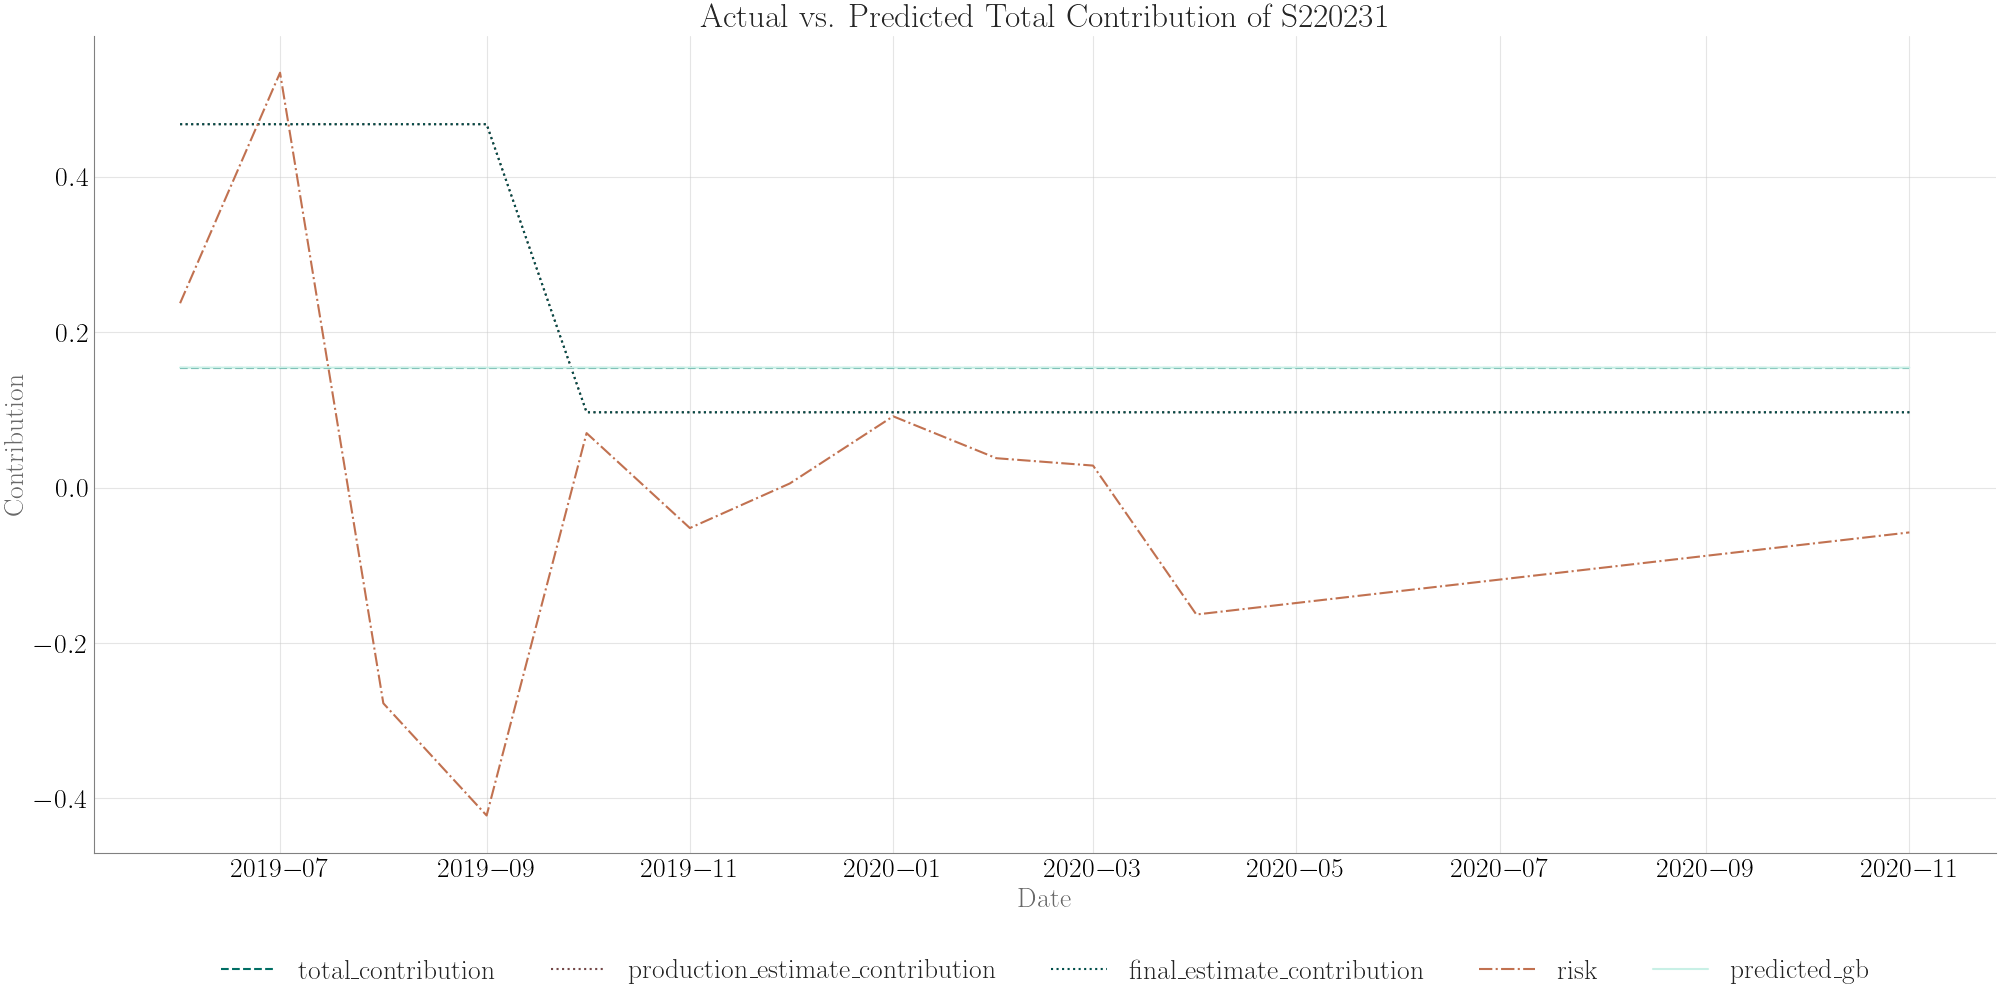 Actual vs. Predicted Total Contribution of S220231
Contribution
0.4
0.2
0.0
−0.2
−0.4
2019−07 2019−09 2019−11 2020−01 2020−03 2020−05 2020−07 2020−09 2020−11
Date
total_contribution production_estimate_contribution final_estimate_contribution risk predicted_gb